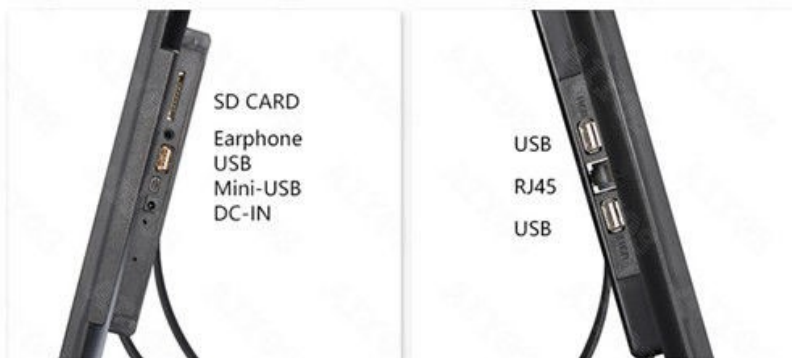 SD CARD
Earphone
USB
Mini-USB
DC-IN
USB
RJ45
USB